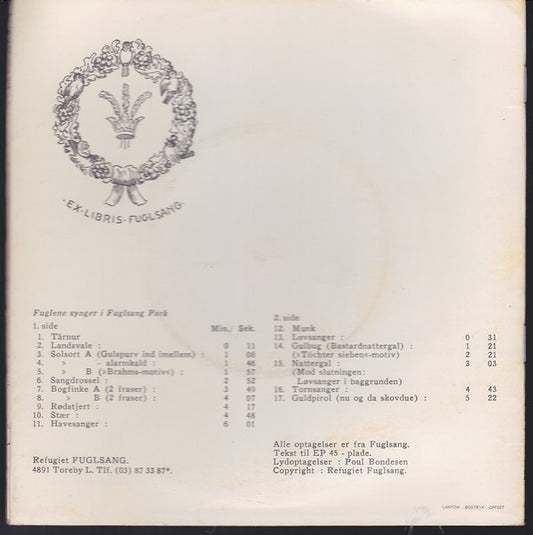 ·EX·LIBRIS·FUGLSANG·
Fuglene synger i Fuglsang Park
1. side Min./ Sek.
1. Tårnur
2. Landsvale : 0 11
3. Solsort A (Gulspurv ind imellem) : 1 06
4. » - alarmkald : 1 46
5. » B (»Brahms-motiv«) : 1 57
6. Sangdrossel : 2 52
7. Bogfinke A (2 fraser) : 3 49
8. » B (2 fraser) : 4 07
9. Rødstjert : 4 17
10. Stær : 4 48
11. Havesanger : 6 01
Refugiet FUGLSANG.
4891 Toreby L. Tlf. (03) 87 33 87*.
2. side
12. Munk
13. Løvsanger : 0 31
14. Gulbug (Bastardnattergal) : 1 21
(»Töchter sieben«-motiv) 2 21
15. Nattergal : 3 03
(Mod slutningen:
Løvsanger i baggrunden)
16. Tornsanger : 4 43
17. Guldpirol (nu og da skovdue) : 5 22
Alle optagelser er fra Fuglsang.
Tekst til EP 45 - plade.
Lydoptagelser : Poul Bondesen
Copyright : Refugiet Fuglsang.
LANTOW . BOGTRYK . OFFSET